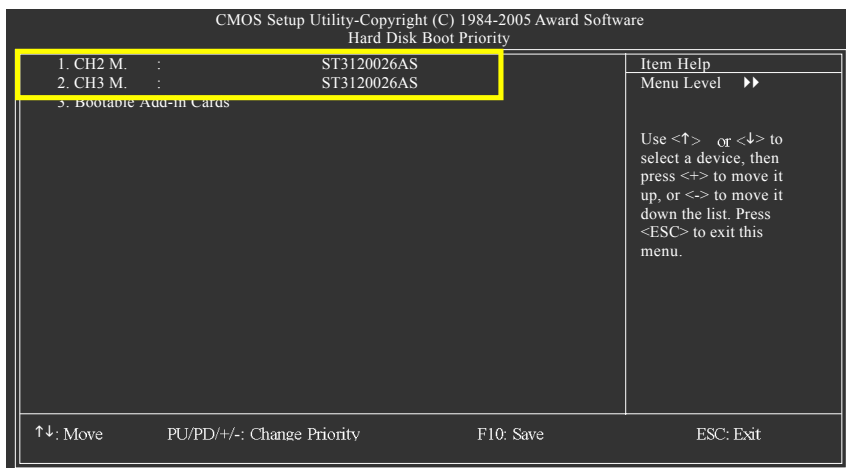 CMOS Setup Utility-Copyright (C) 1984-2005 Award Software
Hard Disk Boot Priority
1. CH2 M. : ST3120026AS
2. CH3 M. : ST3120026AS
3. Bootable Add-in Cards
Item Help
Menu Level ▸▸
Use <↑> or <↓> to
select a device, then
press <+> to move it
up, or <-> to move it
down the list. Press
<ESC> to exit this
menu.
↑↓: Move PU/PD/+/-: Change Priority F10: Save ESC: Exit